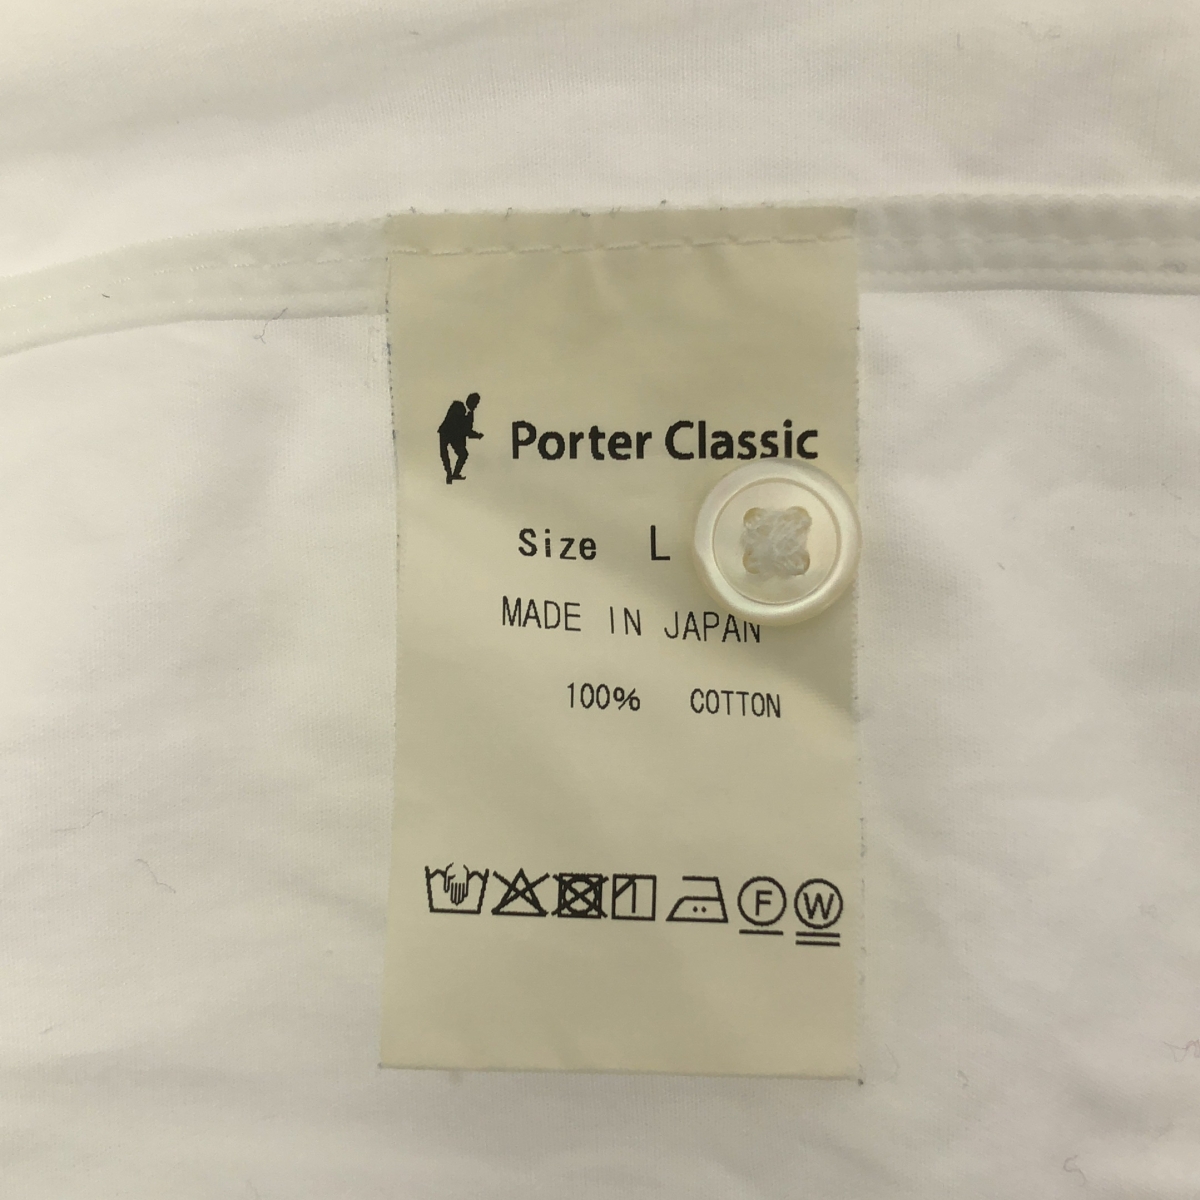 Porter Classic
Size L
MADE IN JAPAN
100% COTTON
F W